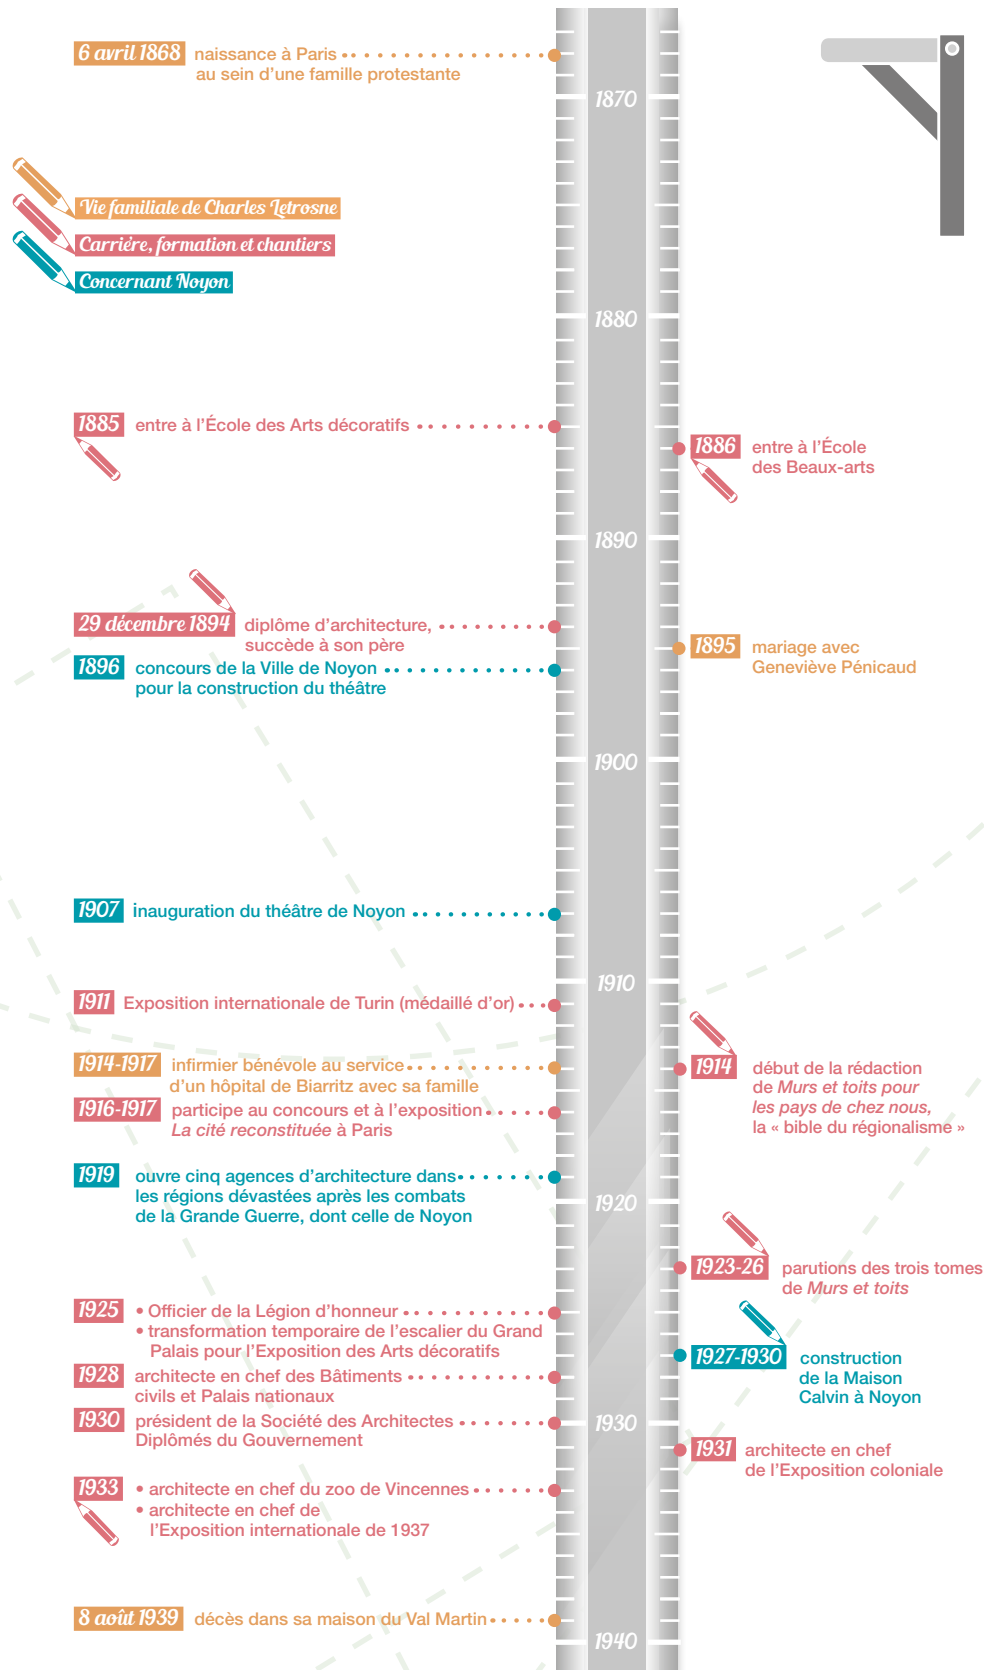 6 avril 1868 naissance à Paris
au sein d'une famille protestante
1870
Vie familiale de Charles Letrosne
Carrière, formation et chantiers
Concernant Noyon
1880
1885 entre à l'École des Arts décoratifs
1886 entre à l'École
des Beaux-arts
1890
29 décembre 1894 diplôme d'architecture,
succède à son père
1895 mariage avec
Geneviève Pénicaud
1896 concours de la Ville de Noyon
pour la construction du théâtre
1900
1907 inauguration du théâtre de Noyon
1910
1911 Exposition internationale de Turin (médaillé d'or)
1914-1917 infirmier bénévole au service
d'un hôpital de Biarritz avec sa famille
1914 début de la rédaction
de Murs et toits pour
les pays de chez nous,
la « bible du régionalisme »
1916-1917 participe au concours et à l'exposition
La cité reconstituée à Paris
1919 ouvre cinq agences d'architecture dans
les régions dévastées après les combats
de la Grande Guerre, dont celle de Noyon
1920
1923-26 parutions des trois tomes
de Murs et toits
1925 • Officier de la Légion d'honneur
• transformation temporaire de l'escalier du Grand
Palais pour l'Exposition des Arts décoratifs
1927-1930 construction
de la Maison
Calvin à Noyon
1928 architecte en chef des Bâtiments
civils et Palais nationaux
1930 président de la Société des Architectes
Diplômés du Gouvernement
1930
1931 architecte en chef
de l'Exposition coloniale
1933 • architecte en chef du zoo de Vincennes
• architecte en chef de
l'Exposition internationale de 1937
8 août 1939 décès dans sa maison du Val Martin
1940